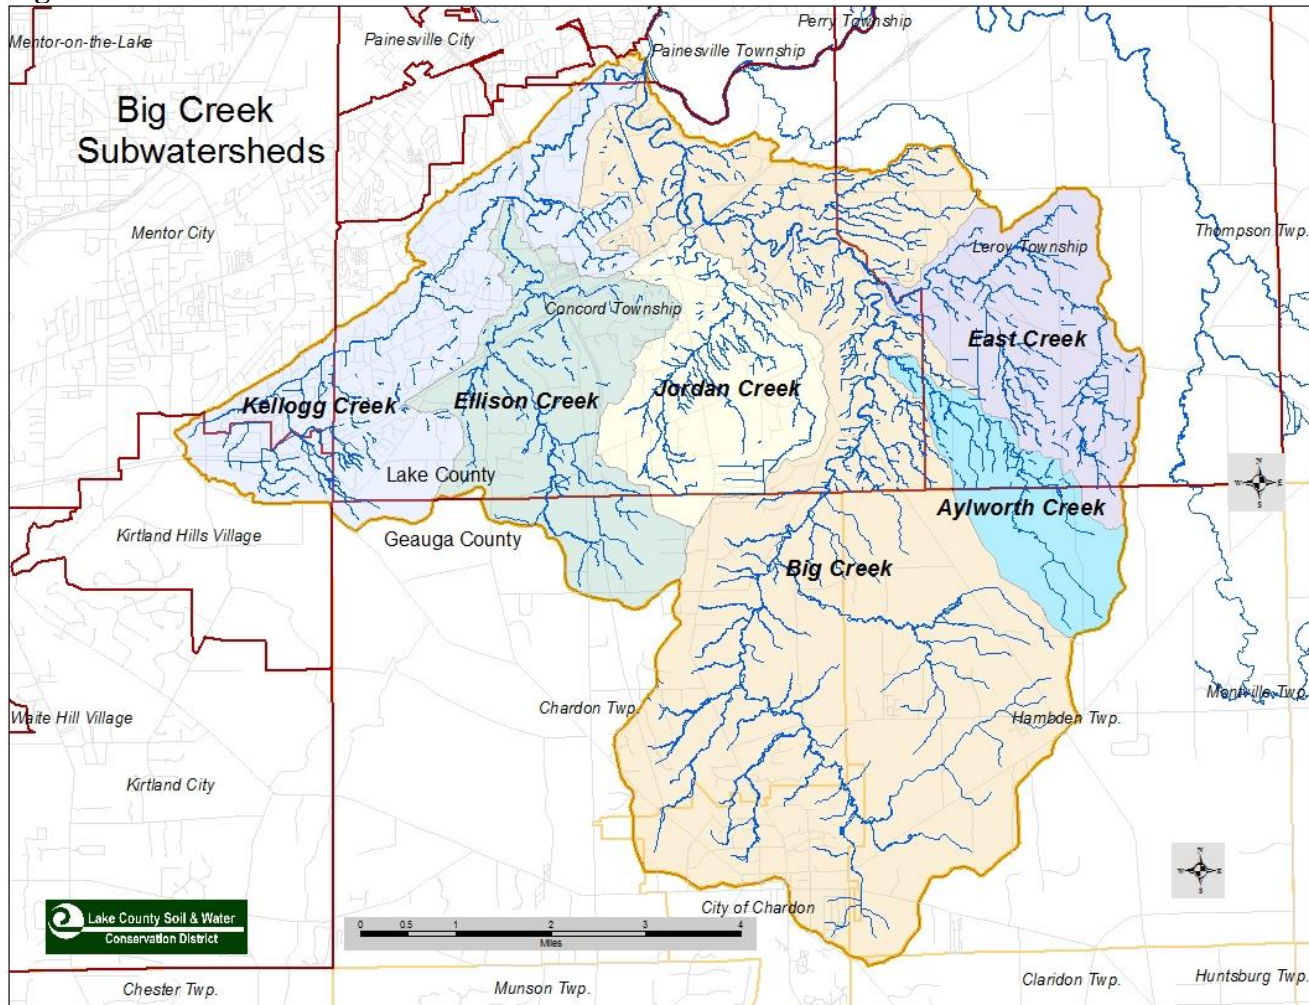 Mentor-on-the-Lake
Painesville City
Perry Township
Painesville Township
Big Creek
Subwatersheds
Mentor City
Thompson Twp.
Leroy Township
Concord Township
East Creek
Jordan Creek
Kellogg Creek
Ellison Creek
Lake County
Aylworth Creek
Kirtland Hills Village
Geauga County
Big Creek
Montville Twp.
Waite Hill Village
Chardon Twp.
Hambden Twp.
Kirtland City
City of Chardon
Lake County Soil & Water
Conservation District
0 0.5 1 2 3 4
Miles
Chester Twp.
Munson Twp.
Claridon Twp.
Huntsburg Twp.
N
W E
S
N
W E
S